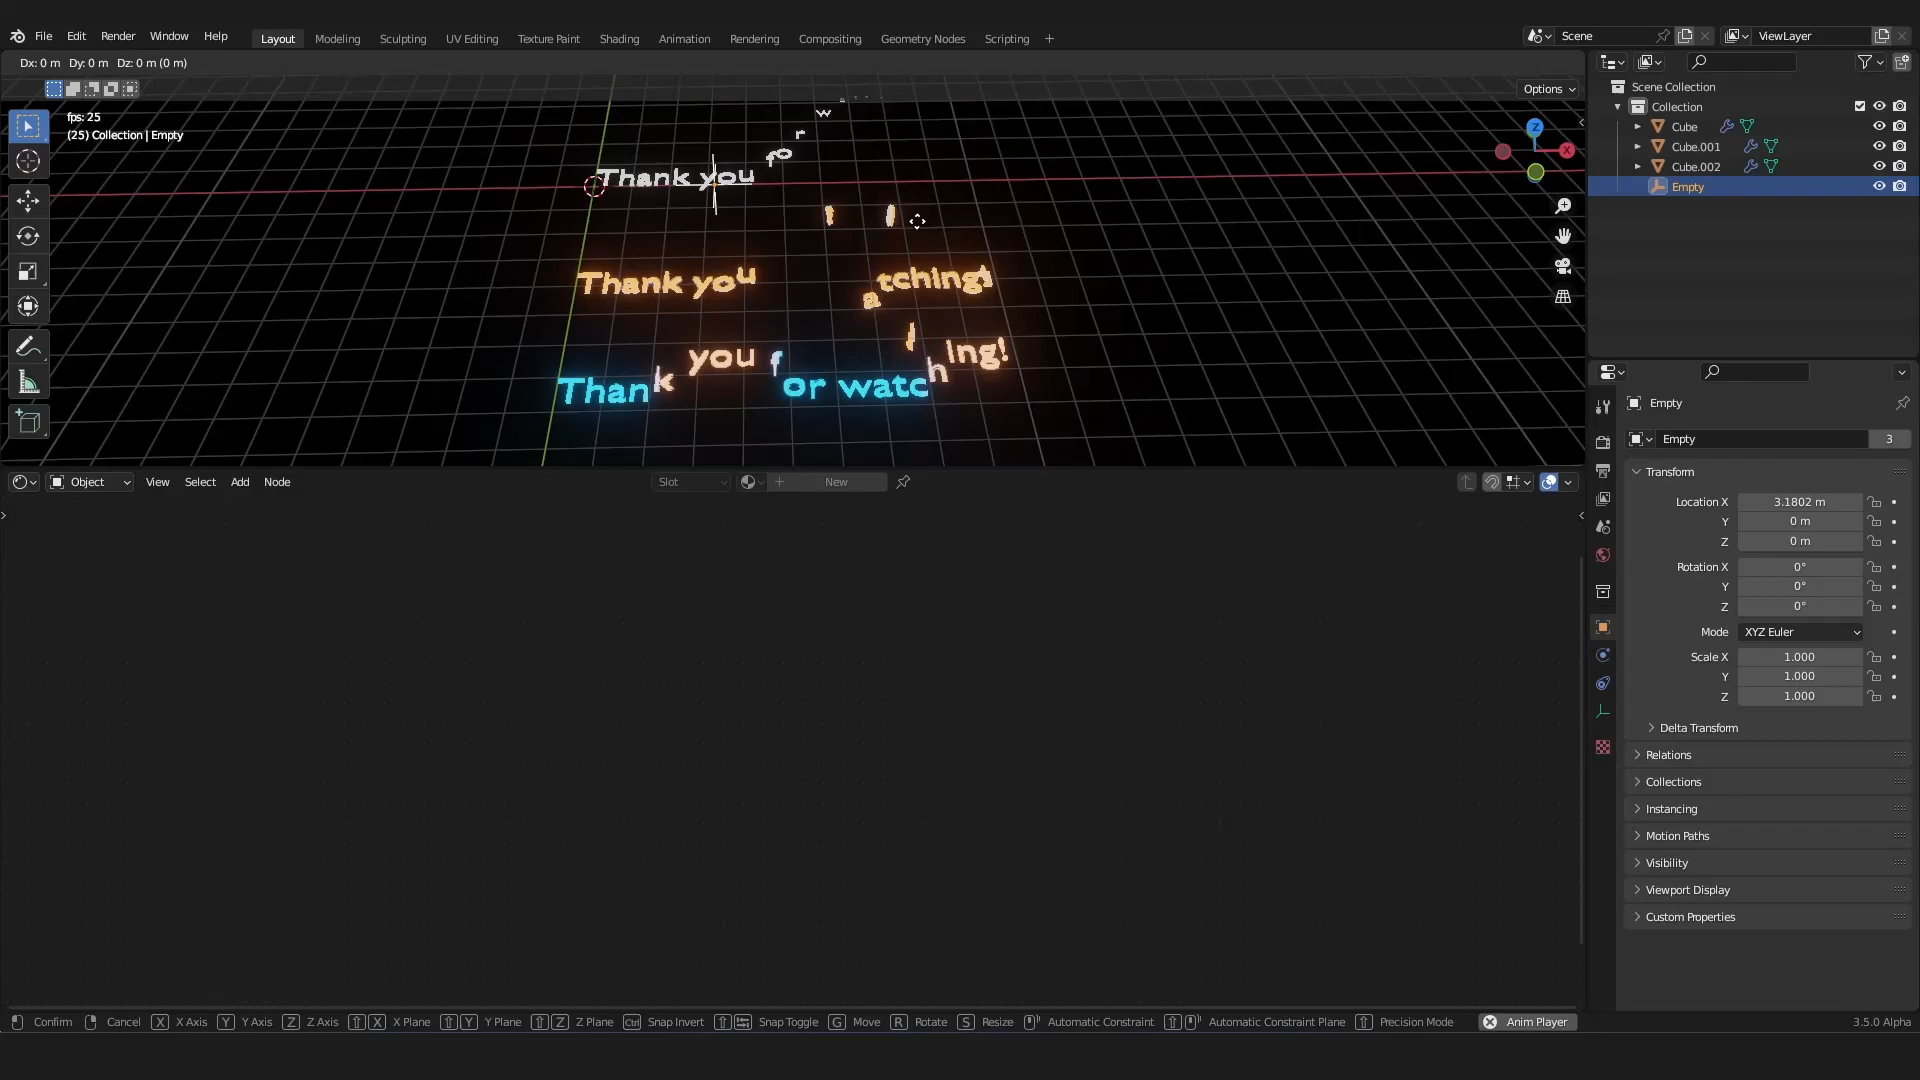 File Edit Render Window Help Layout Modeling Sculpting UV Editing Texture Paint Shading Animation Rendering Compositing Geometry Nodes Scripting + Scene ViewLayer
Dx: 0 m Dy: 0 m Dz: 0 m (0 m)
Options
fps: 25
(25) Collection | Empty
Scene Collection
Collection
Cube
Cube.001
Cube.002
Empty
Z
X
w
r
fo
Thank you
Thank you
atching!
you f
ing!
Thank
or watch
Object View Select Add Node Slot New
Empty
Empty 3
Transform
Location X 3.1802 m
Y 0 m
Z 0 m
Rotation X 0°
Y 0°
Z 0°
Mode XYZ Euler
Scale X 1.000
Y 1.000
Z 1.000
Delta Transform
Relations
Collections
Instancing
Motion Paths
Visibility
Viewport Display
Custom Properties
Confirm Cancel X X Axis Y Y Axis Z Z Axis X X Plane Y Y Plane Z Z Plane Ctrl Snap Invert Snap Toggle G Move R Rotate S Resize Automatic Constraint Automatic Constraint Plane Precision Mode Anim Player 3.5.0 Alpha